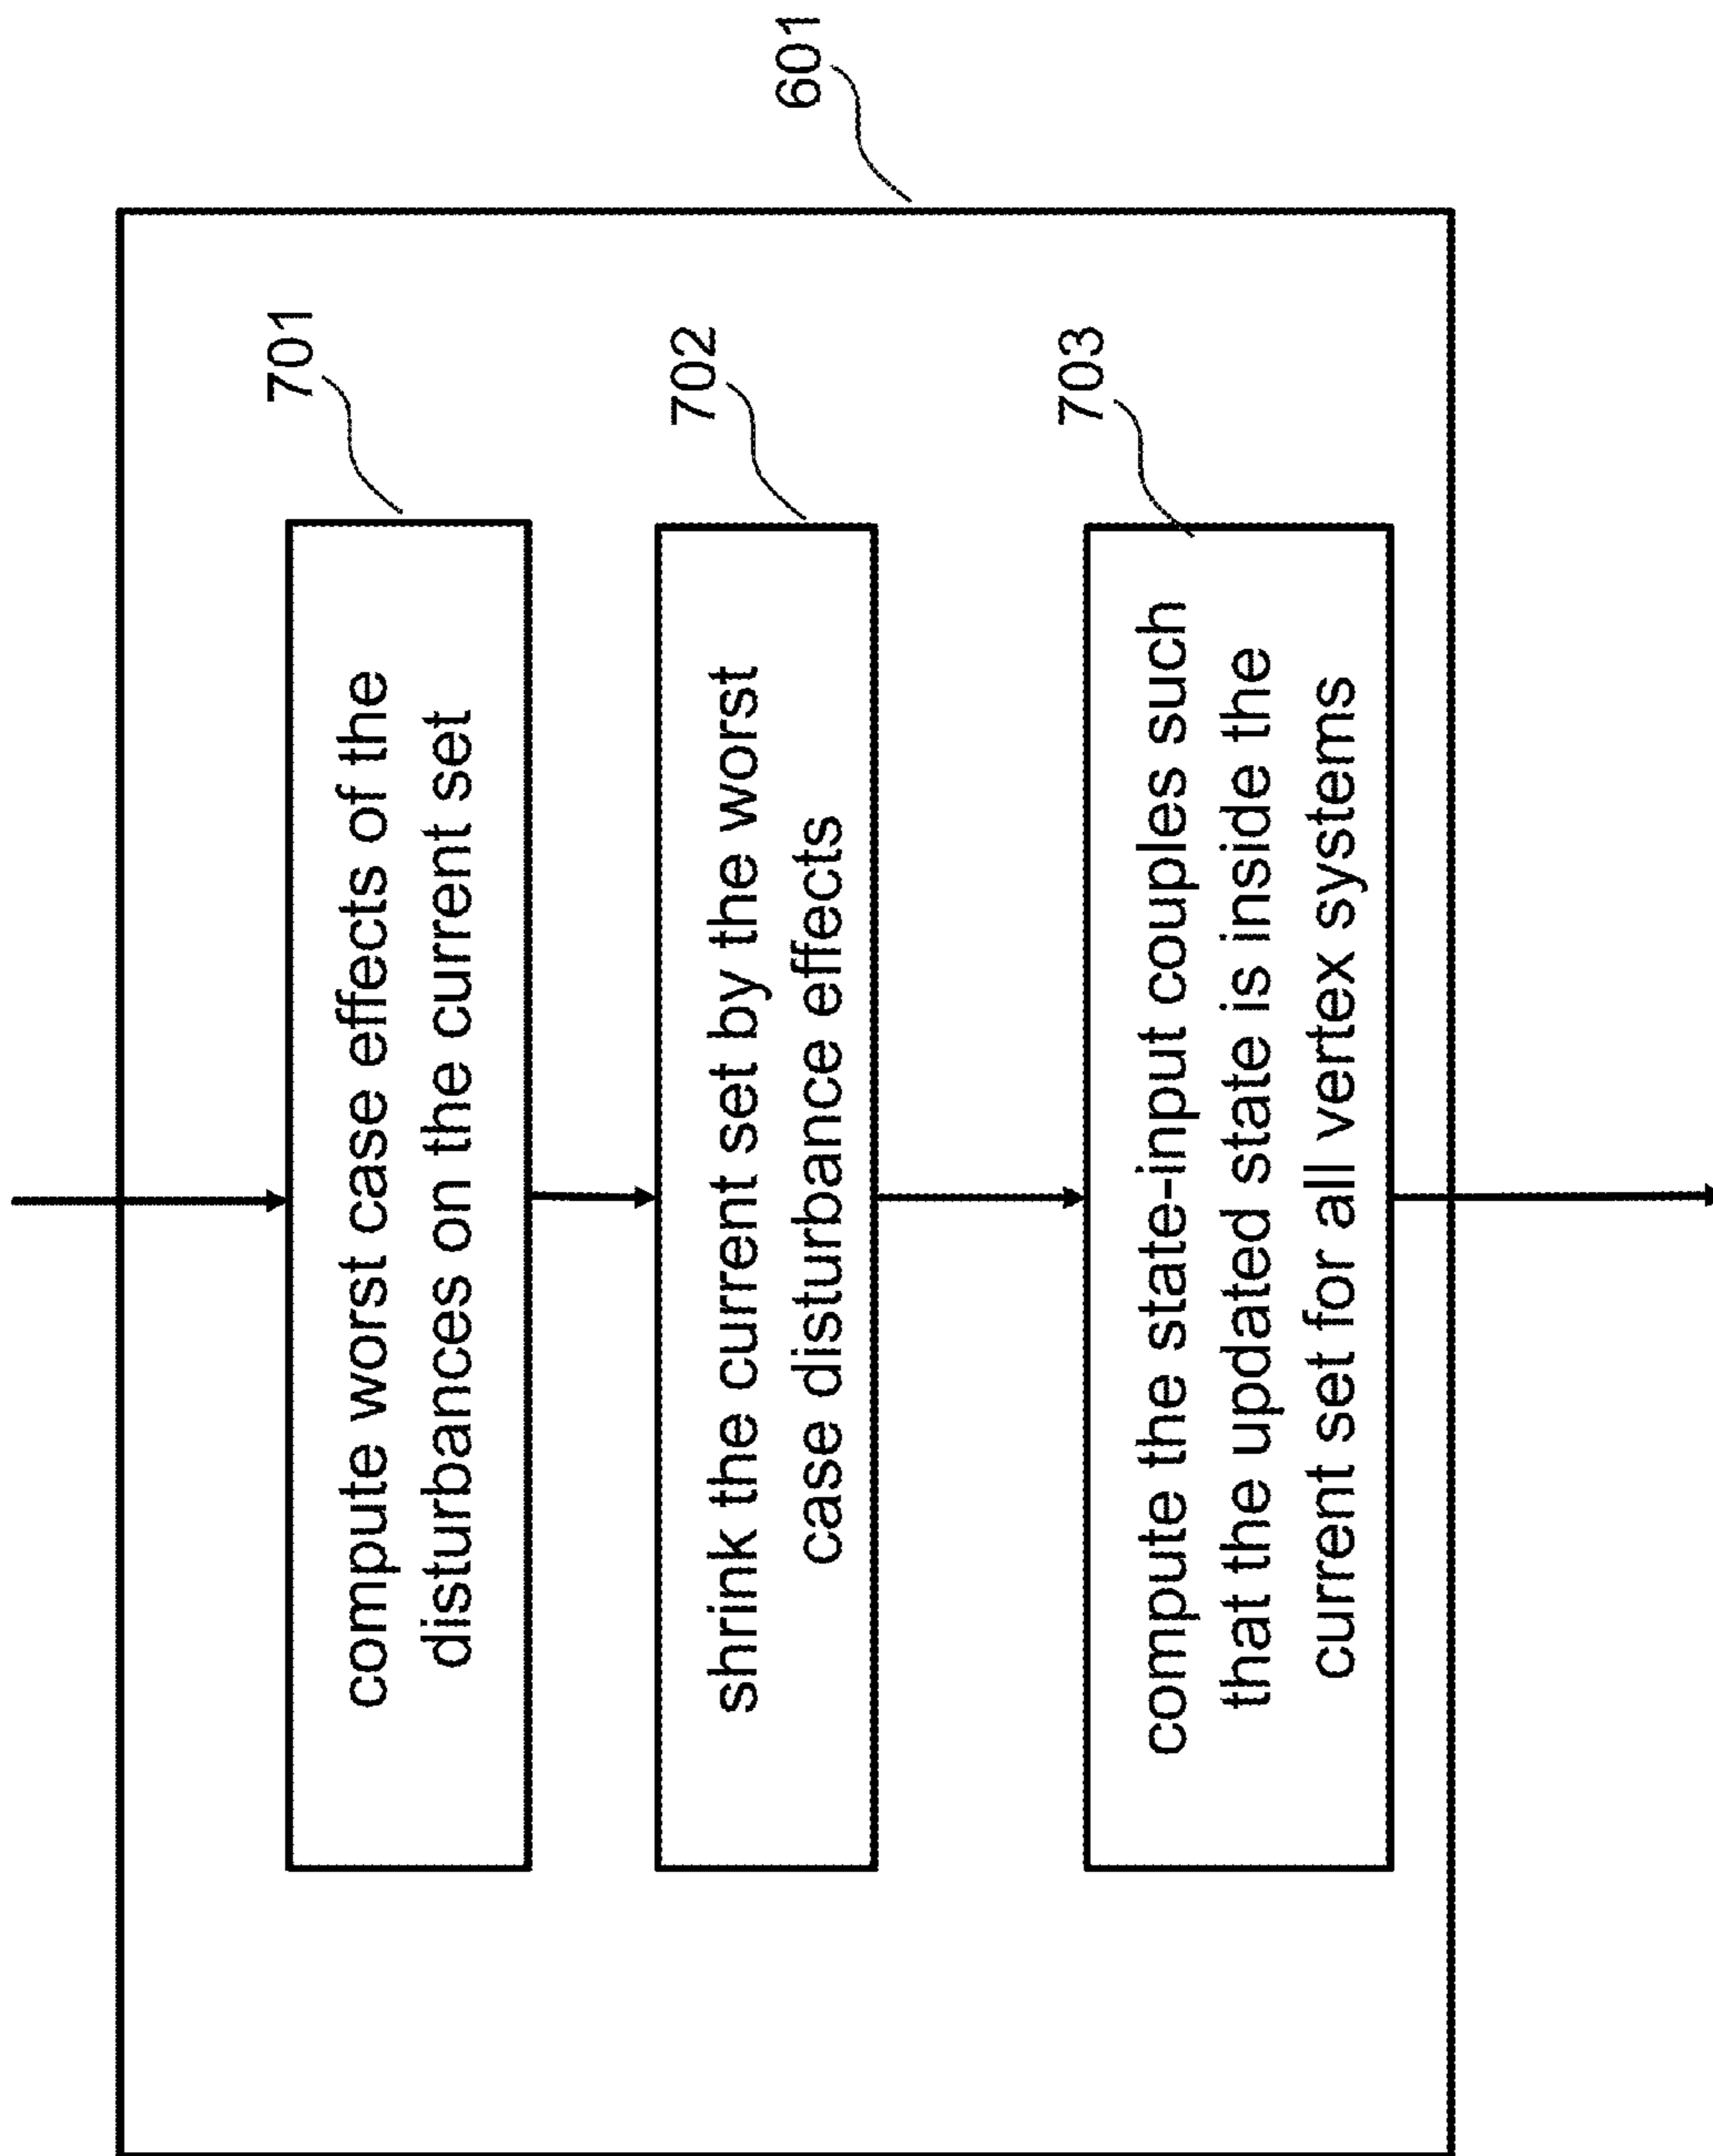 601
701
compute worst case effects of the
disturbances on the current set
702
shrink the current set by the worst
case disturbance effects
703
compute the state-input couples such
that the updated state is inside the
current set for all vertex systems